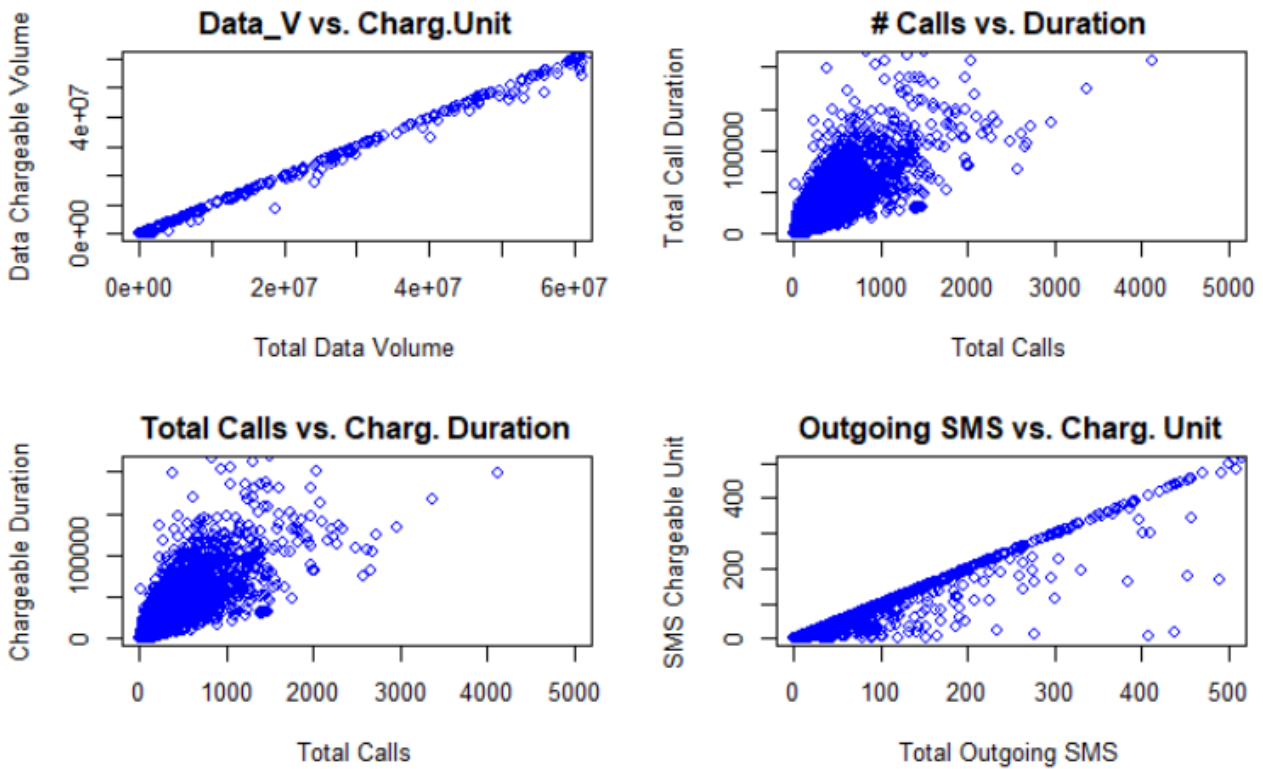 Data_V vs. Charg.Unit
Data Chargeable Volume
0e+00 4e+07
0e+00 2e+07 4e+07 6e+07
Total Data Volume
# Calls vs. Duration
Total Call Duration
0 100000
0 1000 2000 3000 4000 5000
Total Calls
Total Calls vs. Charg. Duration
Chargeable Duration
0 100000
0 1000 2000 3000 4000 5000
Total Calls
Outgoing SMS vs. Charg. Unit
SMS Chargeable Unit
0 200 400
0 100 200 300 400 500
Total Outgoing SMS